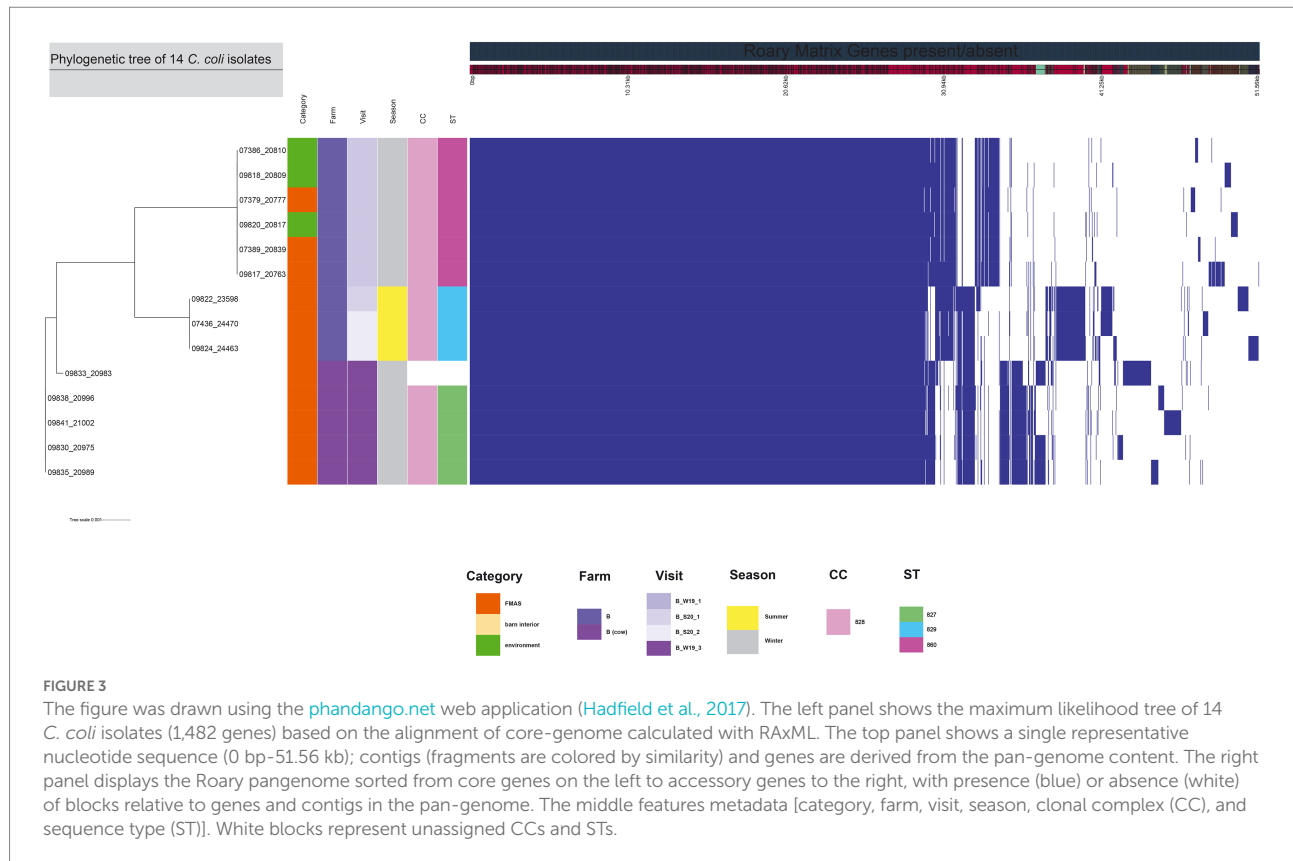 Phylogenetic tree of 14 C. coli isolates
Roary Matrix Genes present/absent
0bp
10.31kb
20.62kb
30.94kb
41.25kb
51.56kb
Category
Farm
Visit
Season
CC
ST
07386_20810
09818_20809
07379_20777
09820_20817
07389_20839
09817_20763
09822_23598
07436_24470
09824_24463
09833_20983
09838_20996
09841_21002
09830_20975
09835_20989
Tree scale 0.001
Category
FMAS
barn interior
environment
Farm
B
B (cow)
Visit
B_W19_1
B_S20_1
B_S20_2
B_W19_3
Season
Summer
Winter
CC
828
ST
827
829
860
FIGURE 3
The figure was drawn using the phandango.net web application (Hadfield et al., 2017). The left panel shows the maximum likelihood tree of 14
C. coli isolates (1,482 genes) based on the alignment of core-genome calculated with RAxML. The top panel shows a single representative
nucleotide sequence (0 bp-51.56 kb); contigs (fragments are colored by similarity) and genes are derived from the pan-genome content. The right
panel displays the Roary pangenome sorted from core genes on the left to accessory genes to the right, with presence (blue) or absence (white)
of blocks relative to genes and contigs in the pan-genome. The middle features metadata [category, farm, visit, season, clonal complex (CC), and
sequence type (ST)]. White blocks represent unassigned CCs and STs.